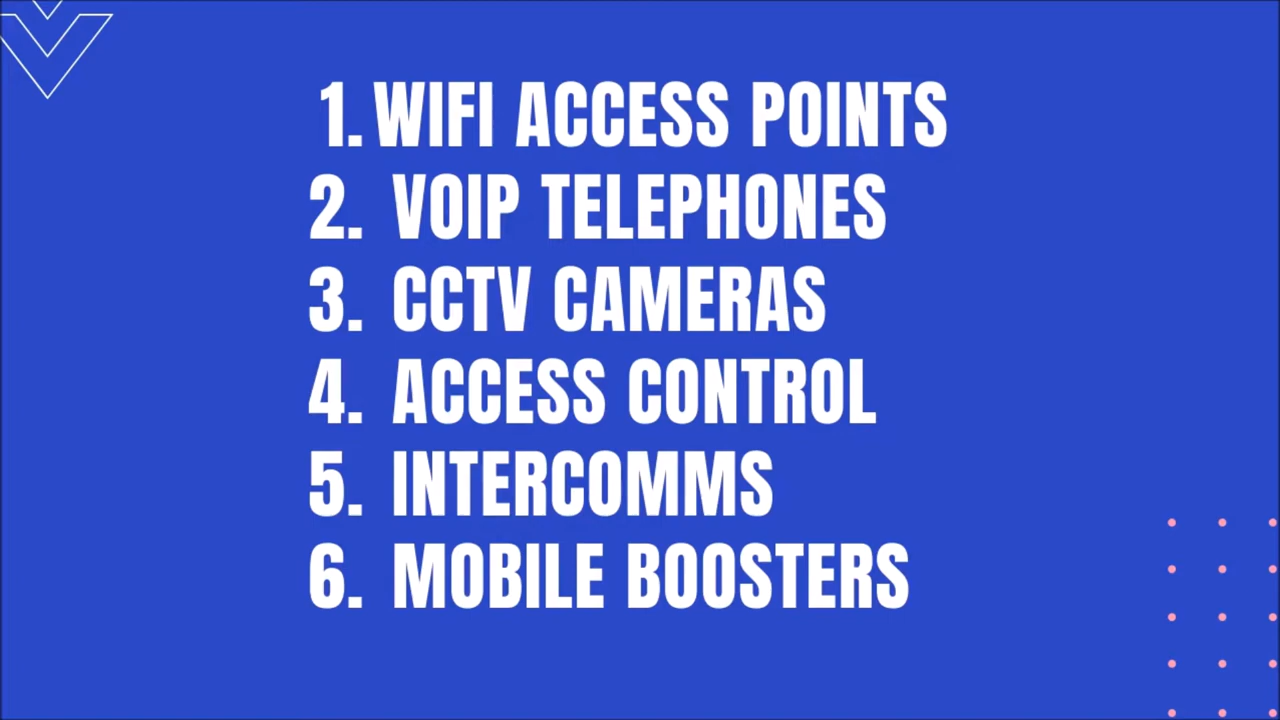 1. WIFI ACCESS POINTS
2. VOIP TELEPHONES
3. CCTV CAMERAS
4. ACCESS CONTROL
5. INTERCOMMS
6. MOBILE BOOSTERS